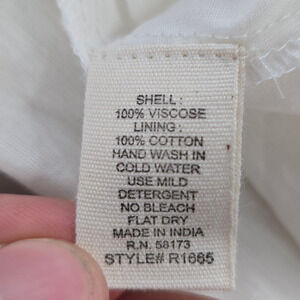 SHELL :
100% VISCOSE
LINING :
100% COTTON
HAND WASH IN
COLD WATER
USE MILD
DETERGENT
NO BLEACH
FLAT DRY
MADE IN INDIA
R.N. 58173
STYLE# R1665